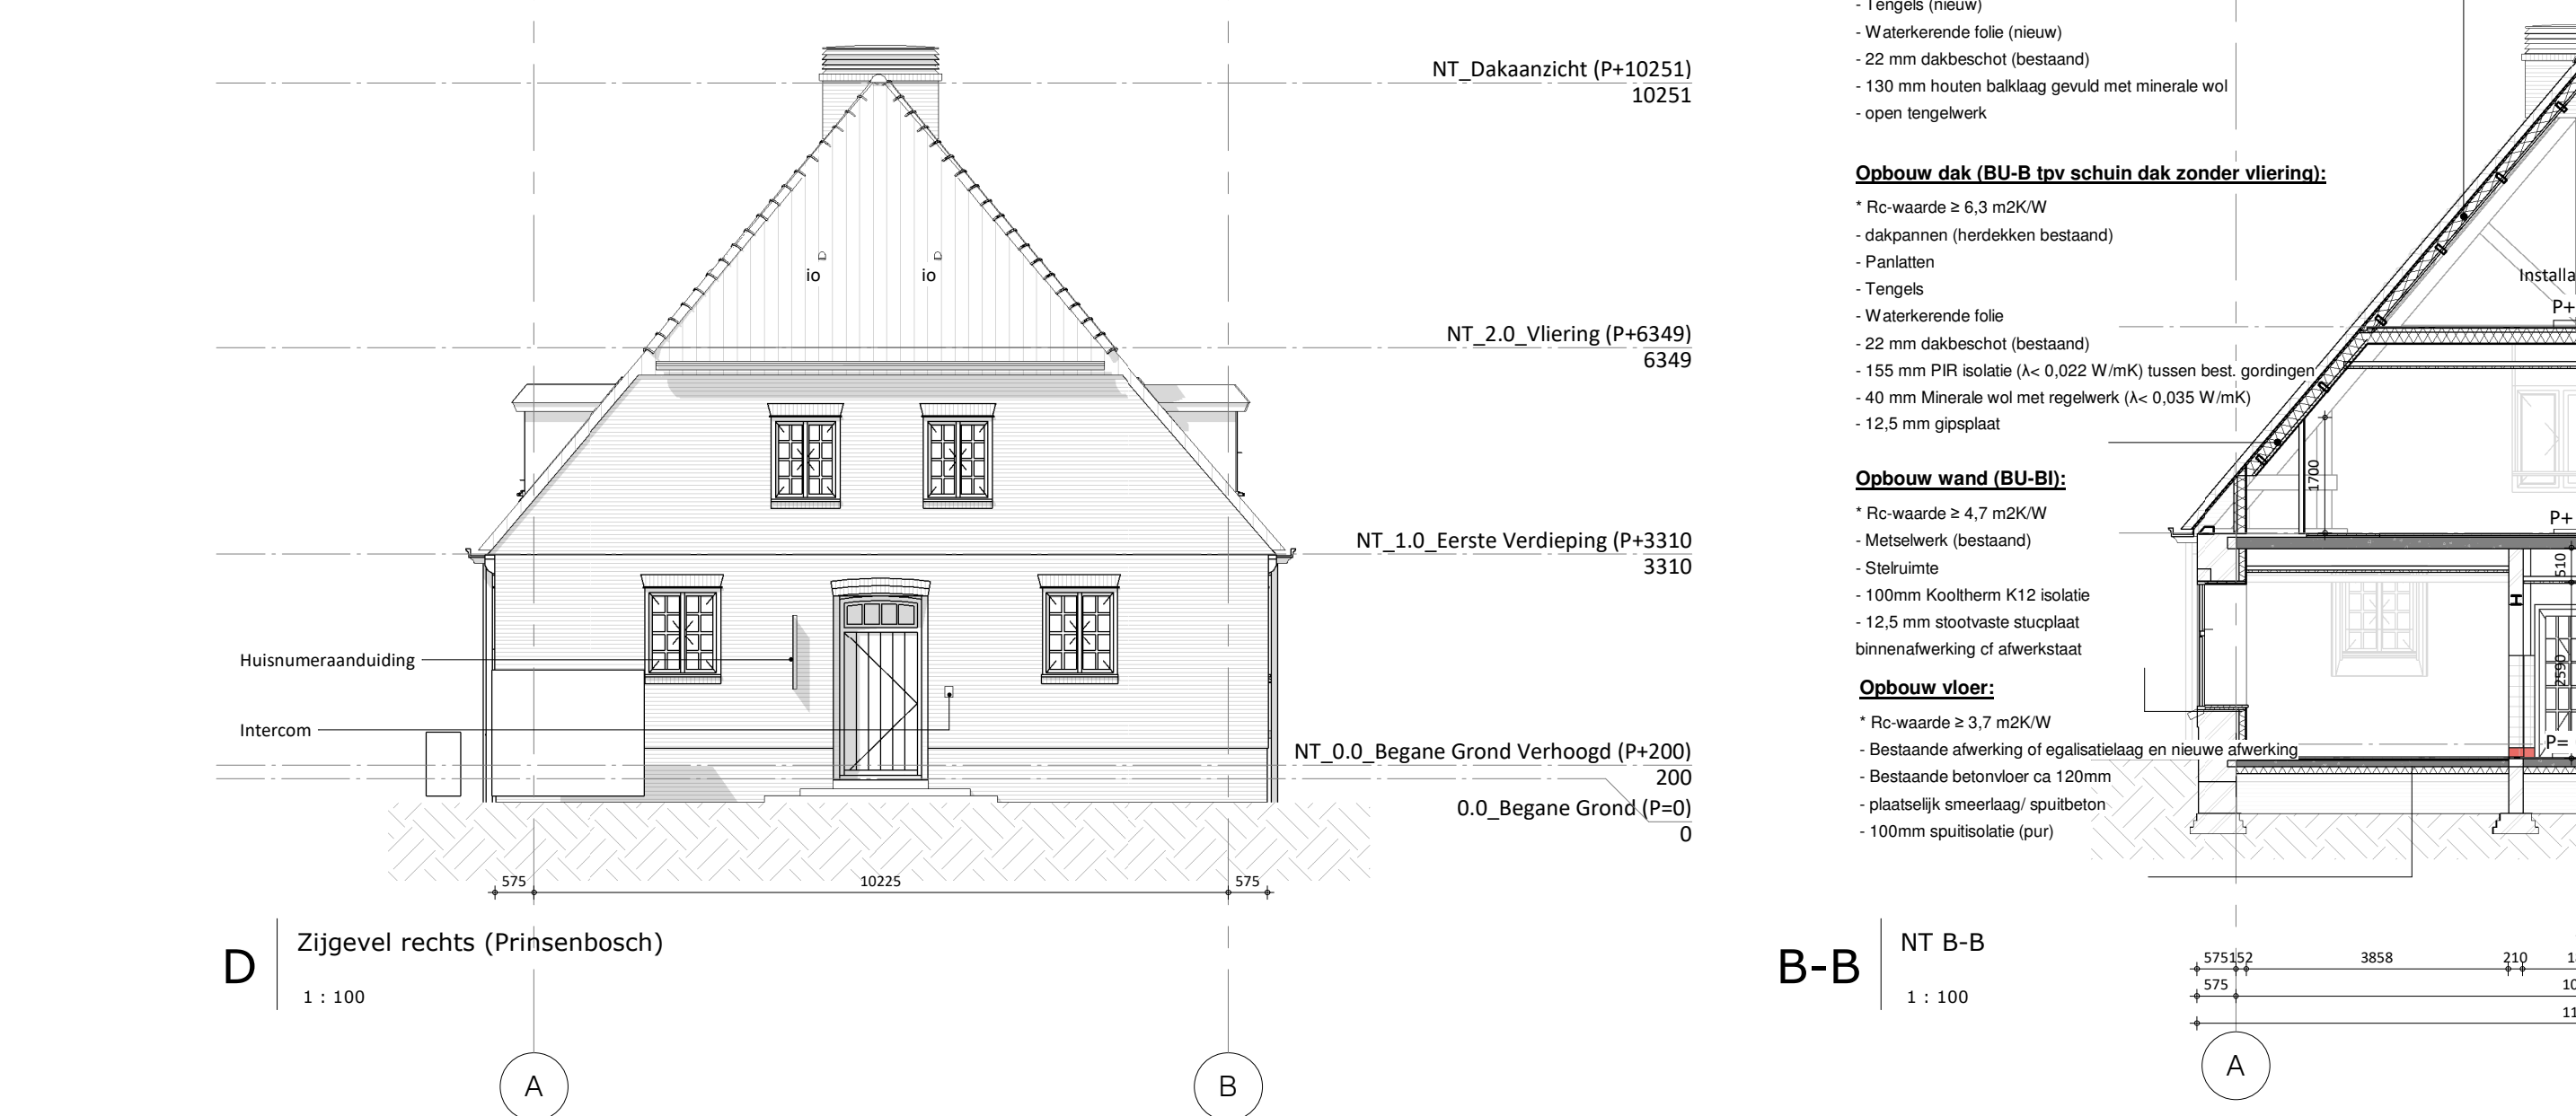 NT_Dakaanzicht (P+10251)
10251
io
io
NT_2.0_Vliering (P+6349)
6349
NT_1.0_Eerste Verdieping (P+3310
3310
Huisnumeraanduiding
Intercom
NT_0.0_Begane Grond Verhoogd (P+200)
200
0.0_Begane Grond (P=0)
0
575
10225
575
D
Zijgevel rechts (Prinsenbosch)
1 : 100
A
B
- Tengels (nieuw)
- Waterkerende folie (nieuw)
- 22 mm dakbeschot (bestaand)
- 130 mm houten balklaag gevuld met minerale wol
- open tengelwerk
Opbouw dak (BU-B tpv schuin dak zonder vliering):
* Rc-waarde ≥ 6,3 m2K/W
- dakpannen (herdekken bestaand)
- Panlatten
- Tengels
- Waterkerende folie
- 22 mm dakbeschot (bestaand)
- 155 mm PIR isolatie (λ< 0,022 W/mK) tussen best. gordingen
- 40 mm Minerale wol met regelwerk (λ< 0,035 W/mK)
- 12,5 mm gipsplaat
Opbouw wand (BU-BI):
* Rc-waarde ≥ 4,7 m2K/W
- Metselwerk (bestaand)
- Stelruimte
- 100mm Kooltherm K12 isolatie
- 12,5 mm stootvaste stucplaat
binnenafwerking cf afwerkstaat
Opbouw vloer:
* Rc-waarde ≥ 3,7 m2K/W
- Bestaande afwerking of egalisatielaag en nieuwe afwerking
- Bestaande betonvloer ca 120mm
- plaatselijk smeerlaag/ spuitbeton
- 100mm spuitisolatie (pur)
Installa
P+
1700
P+
510
2590
P=
B-B
NT B-B
1 : 100
575
152
3858
210
575
10
11
A